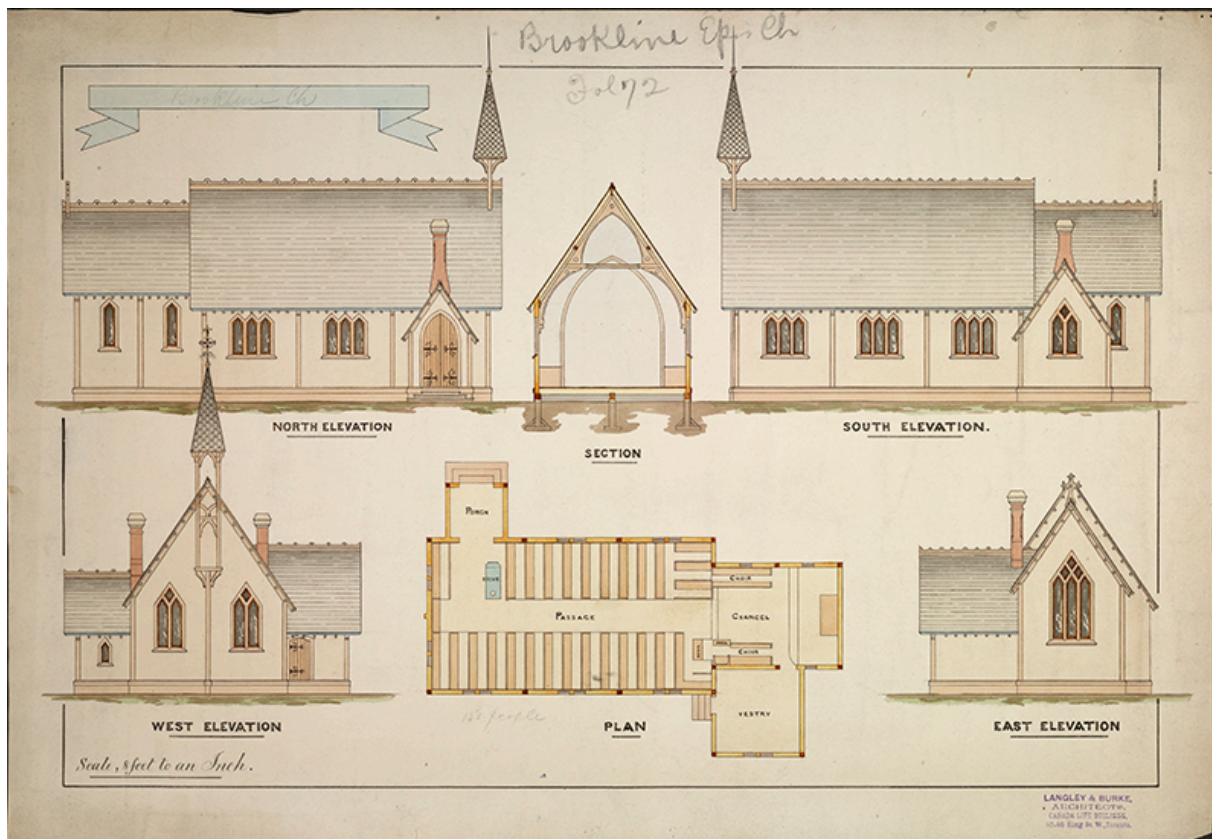 Brookline Epis Ch
Fol 72
Brookline Ch
NORTH ELEVATION
SECTION
SOUTH ELEVATION.
PORCH
PASSAGE
CHOIR
CHANCEL
CHOIR
VESTRY
WEST ELEVATION
PLAN
EAST ELEVATION
people
Scale, 8 feet to an Inch.
LANGLEY & BURKE,
ARCHITECTS,
CANADA LIFE BUILDING,
King St. W., Toronto.